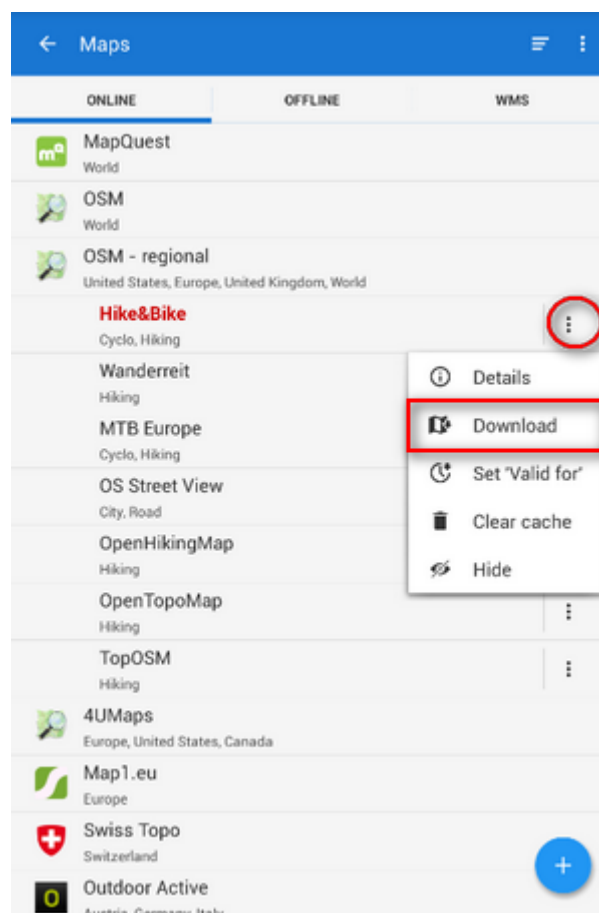 Maps
ONLINE OFFLINE WMS
MapQuest
World
OSM
World
OSM - regional
United States, Europe, United Kingdom, World
Hike&Bike
Cyclo, Hiking
Wanderreit
Hiking
MTB Europe
Cyclo, Hiking
OS Street View
City, Road
OpenHikingMap
Hiking
OpenTopoMap
Hiking
TopOSM
Hiking
Details
Download
Set 'Valid for'
Clear cache
Hide
4UMaps
Europe, United States, Canada
Map1.eu
Europe
Swiss Topo
Switzerland
Outdoor Active
Austria, Germany, Italy